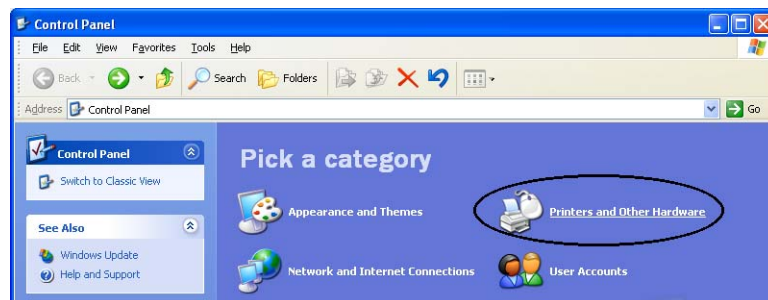 Control Panel
File Edit View Favorites Tools Help
Back Search Folders
Address Control Panel Go
Control Panel
Switch to Classic View
See Also
Windows Update
Help and Support
Pick a category
Appearance and Themes Printers and Other Hardware
Network and Internet Connections User Accounts